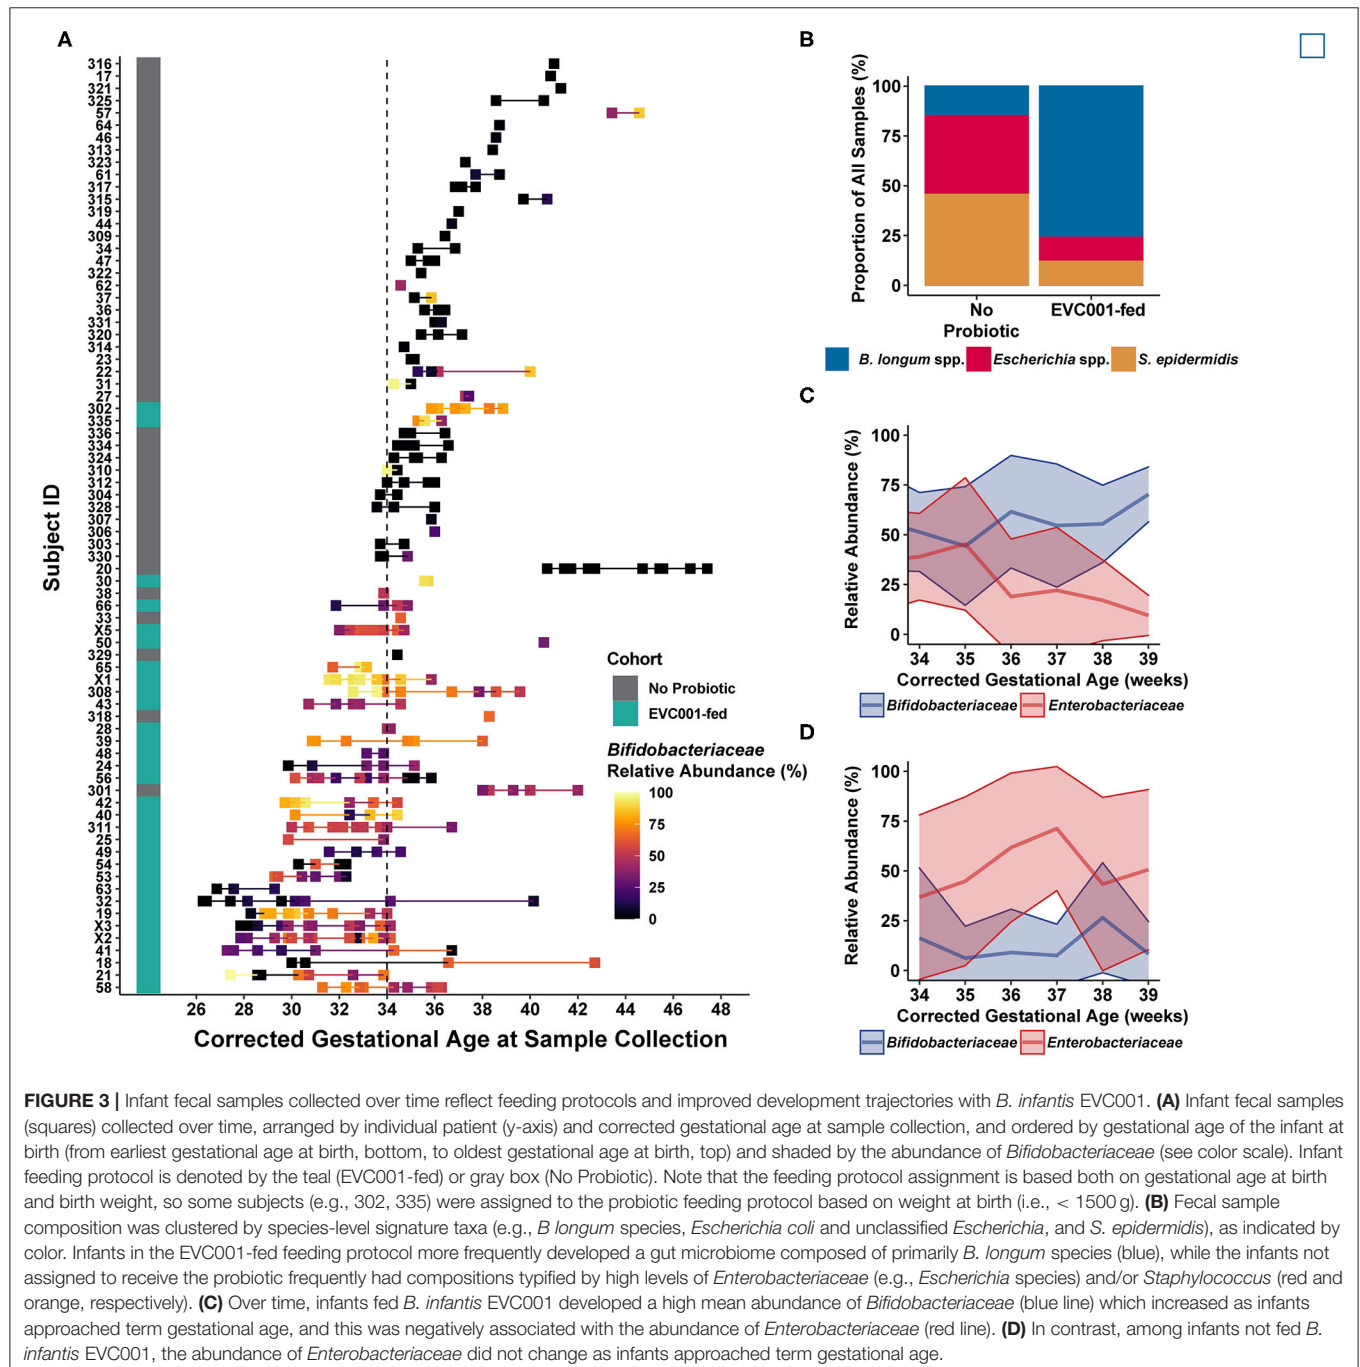 A
316
17
321
325
57
64
46
313
323
61
317
315
319
44
309
34
47
322
62
37
36
331
320
314
23
22
31
27
302
335
336
334
324
310
312
304
328
307
306
303
330
20
30
38
66
33
X5
50
329
65
X1
308
43
318
28
39
48
24
56
301
42
40
311
25
49
54
53
63
32
19
X3
X2
41
18
21
58
Subject ID
26 28 30 32 34 36 38 40 42 44 46 48
Corrected Gestational Age at Sample Collection
Cohort
No Probiotic
EVC001-fed
Bifidobacteriaceae
Relative Abundance (%)
100
75
50
25
0
B
Proportion of All Samples (%)
100
75
50
25
0
No Probiotic
EVC001-fed
B. longum spp. Escherichia spp. S. epidermidis
C
Relative Abundance (%)
100
75
50
25
0
34 35 36 37 38 39
Corrected Gestational Age (weeks)
Bifidobacteriaceae Enterobacteriaceae
D
Relative Abundance (%)
100
75
50
25
0
34 35 36 37 38 39
Corrected Gestational Age (weeks)
Bifidobacteriaceae Enterobacteriaceae
FIGURE 3 | Infant fecal samples collected over time reflect feeding protocols and improved development trajectories with B. infantis EVC001. (A) Infant fecal samples
(squares) collected over time, arranged by individual patient (y-axis) and corrected gestational age at sample collection, and ordered by gestational age of the infant at
birth (from earliest gestational age at birth, bottom, to oldest gestational age at birth, top) and shaded by the abundance of Bifidobacteriaceae (see color scale). Infant
feeding protocol is denoted by the teal (EVC001-fed) or gray box (No Probiotic). Note that the feeding protocol assignment is based both on gestational age at birth
and birth weight, so some subjects (e.g., 302, 335) were assigned to the probiotic feeding protocol based on weight at birth (i.e., < 1500 g). (B) Fecal sample
composition was clustered by species-level signature taxa (e.g., B longum species, Escherichia coli and unclassified Escherichia, and S. epidermidis), as indicated by
color. Infants in the EVC001-fed feeding protocol more frequently developed a gut microbiome composed of primarily B. longum species (blue), while the infants not
assigned to receive the probiotic frequently had compositions typified by high levels of Enterobacteriaceae (e.g., Escherichia species) and/or Staphylococcus (red and
orange, respectively). (C) Over time, infants fed B. infantis EVC001 developed a high mean abundance of Bifidobacteriaceae (blue line) which increased as infants
approached term gestational age, and this was negatively associated with the abundance of Enterobacteriaceae (red line). (D) In contrast, among infants not fed B.
infantis EVC001, the abundance of Enterobacteriaceae did not change as infants approached term gestational age.